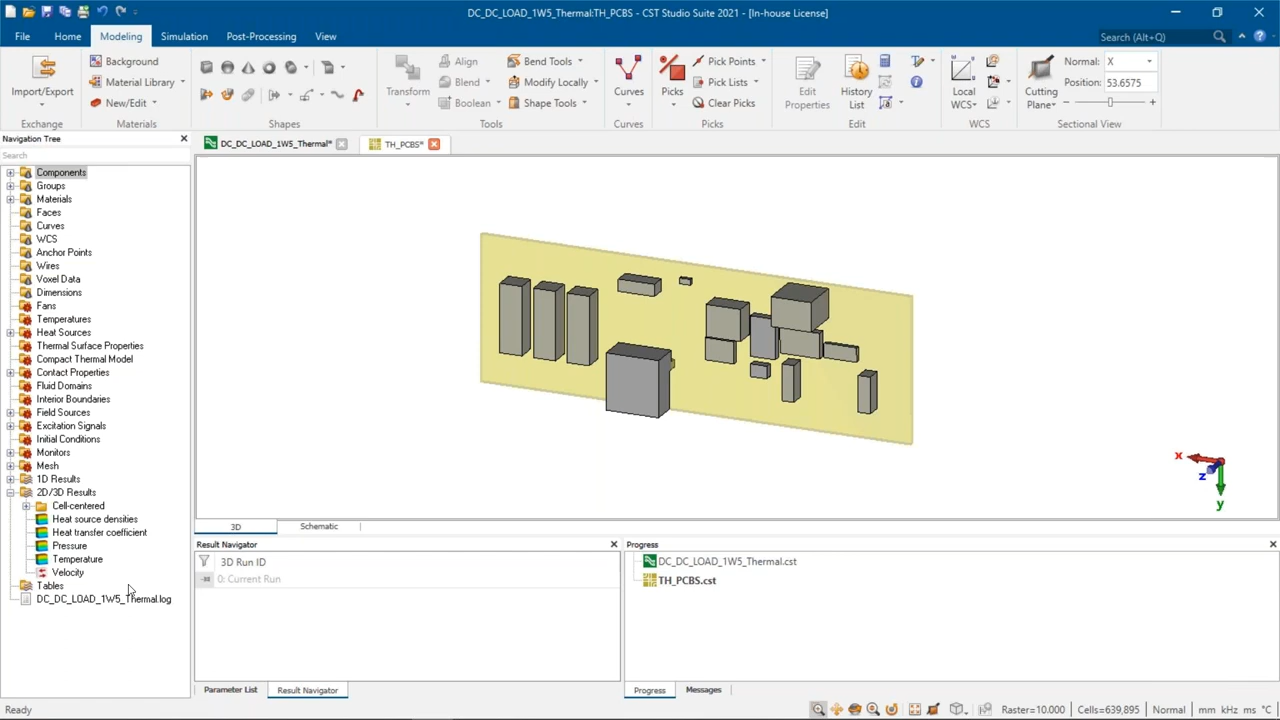 DC_DC_LOAD_1W5_Thermal:TH_PCBS - CST Studio Suite 2021 - [In-house License]
File Home Modeling Simulation Post-Processing View Search (Alt+Q)
Background
Material Library
New/Edit
Import/Export
Exchange
Materials
Shapes
Transform
Align
Blend
Boolean
Bend Tools
Modify Locally
Shape Tools
Tools
Curves
Curves
Picks
Pick Points
Pick Lists
Clear Picks
Picks
Edit Properties
History List
Edit
Local WCS
WCS
Cutting Plane
Normal: X
Position: 53.6575
Sectional View
Navigation Tree
Search
Components
Groups
Materials
Faces
Curves
WCS
Anchor Points
Wires
Voxel Data
Dimensions
Fans
Temperatures
Heat Sources
Thermal Surface Properties
Compact Thermal Model
Contact Properties
Fluid Domains
Interior Boundaries
Field Sources
Excitation Signals
Initial Conditions
Monitors
Mesh
1D Results
2D/3D Results
Cell-centered
Heat source densities
Heat transfer coefficient
Pressure
Temperature
Velocity
Tables
DC_DC_LOAD_1W5_Thermal.log
DC_DC_LOAD_1W5_Thermal* TH_PCBS*
x
z
y
3D Schematic
Result Navigator
3D Run ID
0: Current Run
Parameter List Result Navigator
Progress
DC_DC_LOAD_1W5_Thermal.cst
TH_PCBS.cst
Progress Messages
Ready
Raster=10.000 Cells=639,895 Normal mm kHz ms °C